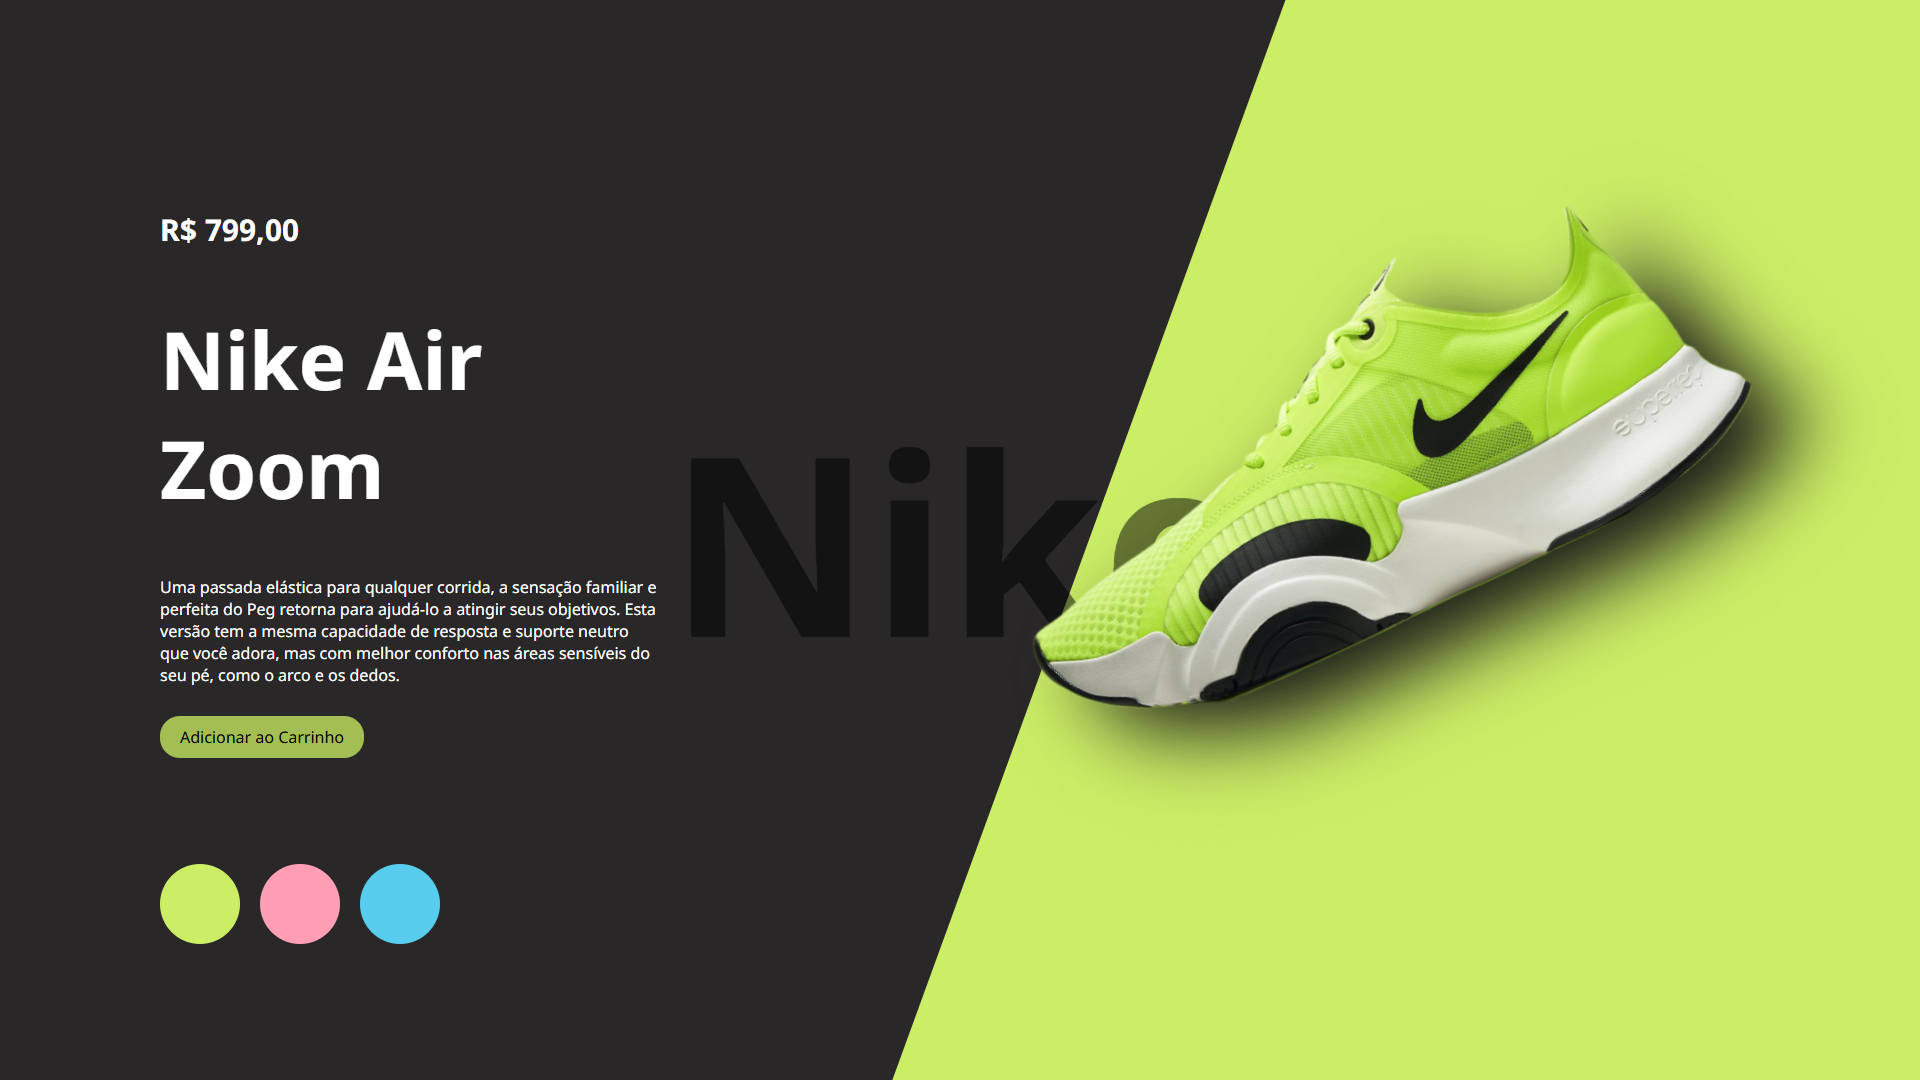 R$ 799,00
Nike Air
Zoom
Nike
Uma passada elástica para qualquer corrida, a sensação familiar e
perfeita do Peg retorna para ajudá-lo a atingir seus objetivos. Esta
versão tem a mesma capacidade de resposta e suporte neutro
que você adora, mas com melhor conforto nas áreas sensíveis do
seu pé, como o arco e os dedos.
Adicionar ao Carrinho